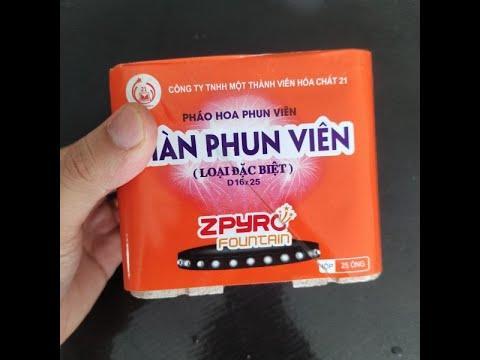 21
CÔNG TY TNHH MỘT THÀNH VIÊN HÓA CHẤT 21
PHÁO HOA PHUN VIÊN
ÀN PHUN VIÊN
( LOẠI ĐẶC BIỆT )
D16x25
ZPYRO
FOUNTAIN
25 ỐNG